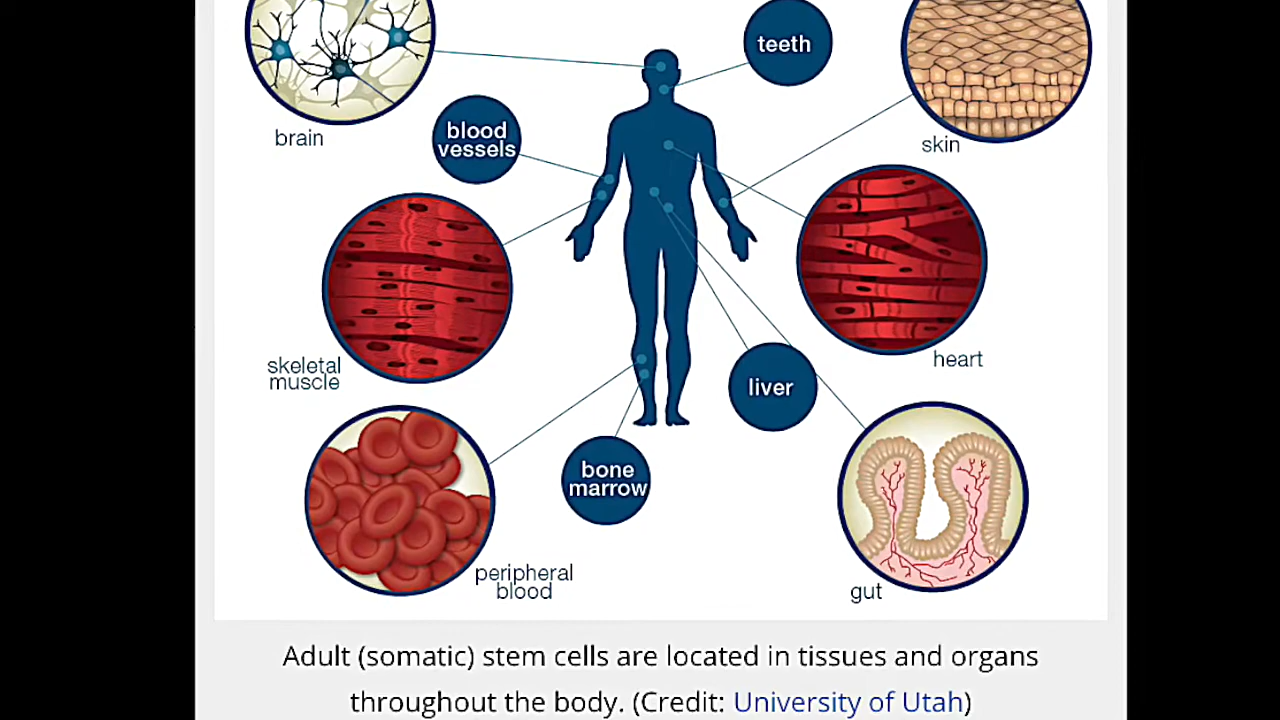 teeth
brain
blood
vessels
skin
skeletal
muscle
heart
liver
bone
marrow
peripheral
blood
gut
Adult (somatic) stem cells are located in tissues and organs
throughout the body. (Credit: University of Utah)